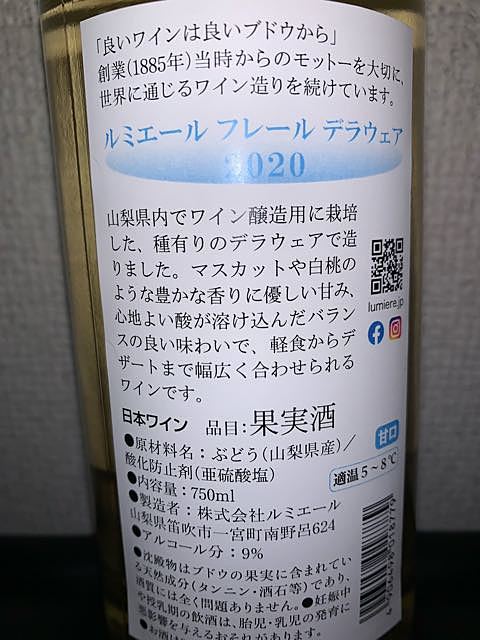 「良いワインは良いブドウから」
創業(1885年)当時からのモットーを大切に、
世界に通じるワイン造りを続けています。
ルミエール フレール デラウェア
2020
山梨県内でワイン醸造用に栽培
した、種有りのデラウェアで造
りました。マスカットや白桃の
ような豊かな香りに優しい甘み、
心地よい酸が溶け込んだバラン
スの良い味わいで、軽食からデ
ザートまで幅広く合わせられる
ワインです。
lumiere.jp
日本ワイン 品目:果実酒
甘口
●原材料名:ぶどう(山梨県産)/
酸化防止剤(亜硫酸塩)
適温5~8℃
●内容量:750ml
●製造者:株式会社ルミエール
山梨県笛吹市一宮町南野呂624
●アルコール分:9%
●沈殿物はブドウの果実に含まれてい
る天然成分(タンニン・酒石等)であり、
酒質には全く問題ありません。●妊娠中
や授乳期の飲酒は、胎児・乳児の発育に
悪影響を与えるおそれがあります。
●お酒は